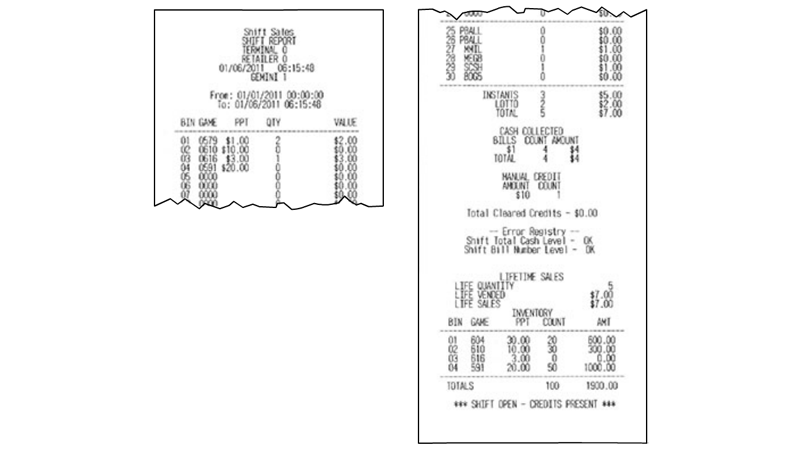 Shift Sales
SHIFT REPORT
TERMINAL 0
RETAILER 0
01/06/2011 06:15:48
GEMINI 1
From: 01/01/2011 00:00:00
To: 01/06/2011 06:15:48
BIN GAME PPT QTY VALUE
01 0579 $1.00 2 $2.00
02 0610 $10.00 0 $0.00
03 0616 $3.00 1 $3.00
04 0591 $20.00 0 $0.00
05 0000 0 $0.00
06 0000 0 $0.00
07 0000 0 $0.00
0000 0 $0.00
25 PBALL 0 $0.00
26 PBALL 0 $0.00
27 MMIL 1 $1.00
28 MEGA 0 $0.00
29 SCSH 1 $1.00
30 BOGS 0 $0.00
INSTANTS 3 $5.00
LOTTO 2 $2.00
TOTAL 5 $7.00
CASH COLLECTED
BILLS COUNT AMOUNT
$1 4 $4
TOTAL 4 $4
MANUAL CREDIT
AMOUNT COUNT
$10 1
Total Cleared Credits - $0.00
-- Error Registry --
Shift Total Cash Level - OK
Shift Bill Number Level - OK
LIFETIME SALES
LIFE QUANTITY 5
LIFE VENDED $7.00
LIFE SALES $7.00
INVENTORY
BIN GAME PPT COUNT AMT
01 604 30.00 20 600.00
02 610 10.00 30 300.00
03 616 3.00 0 0.00
04 591 20.00 50 1000.00
TOTALS 100 1900.00
*** SHIFT OPEN - CREDITS PRESENT ***